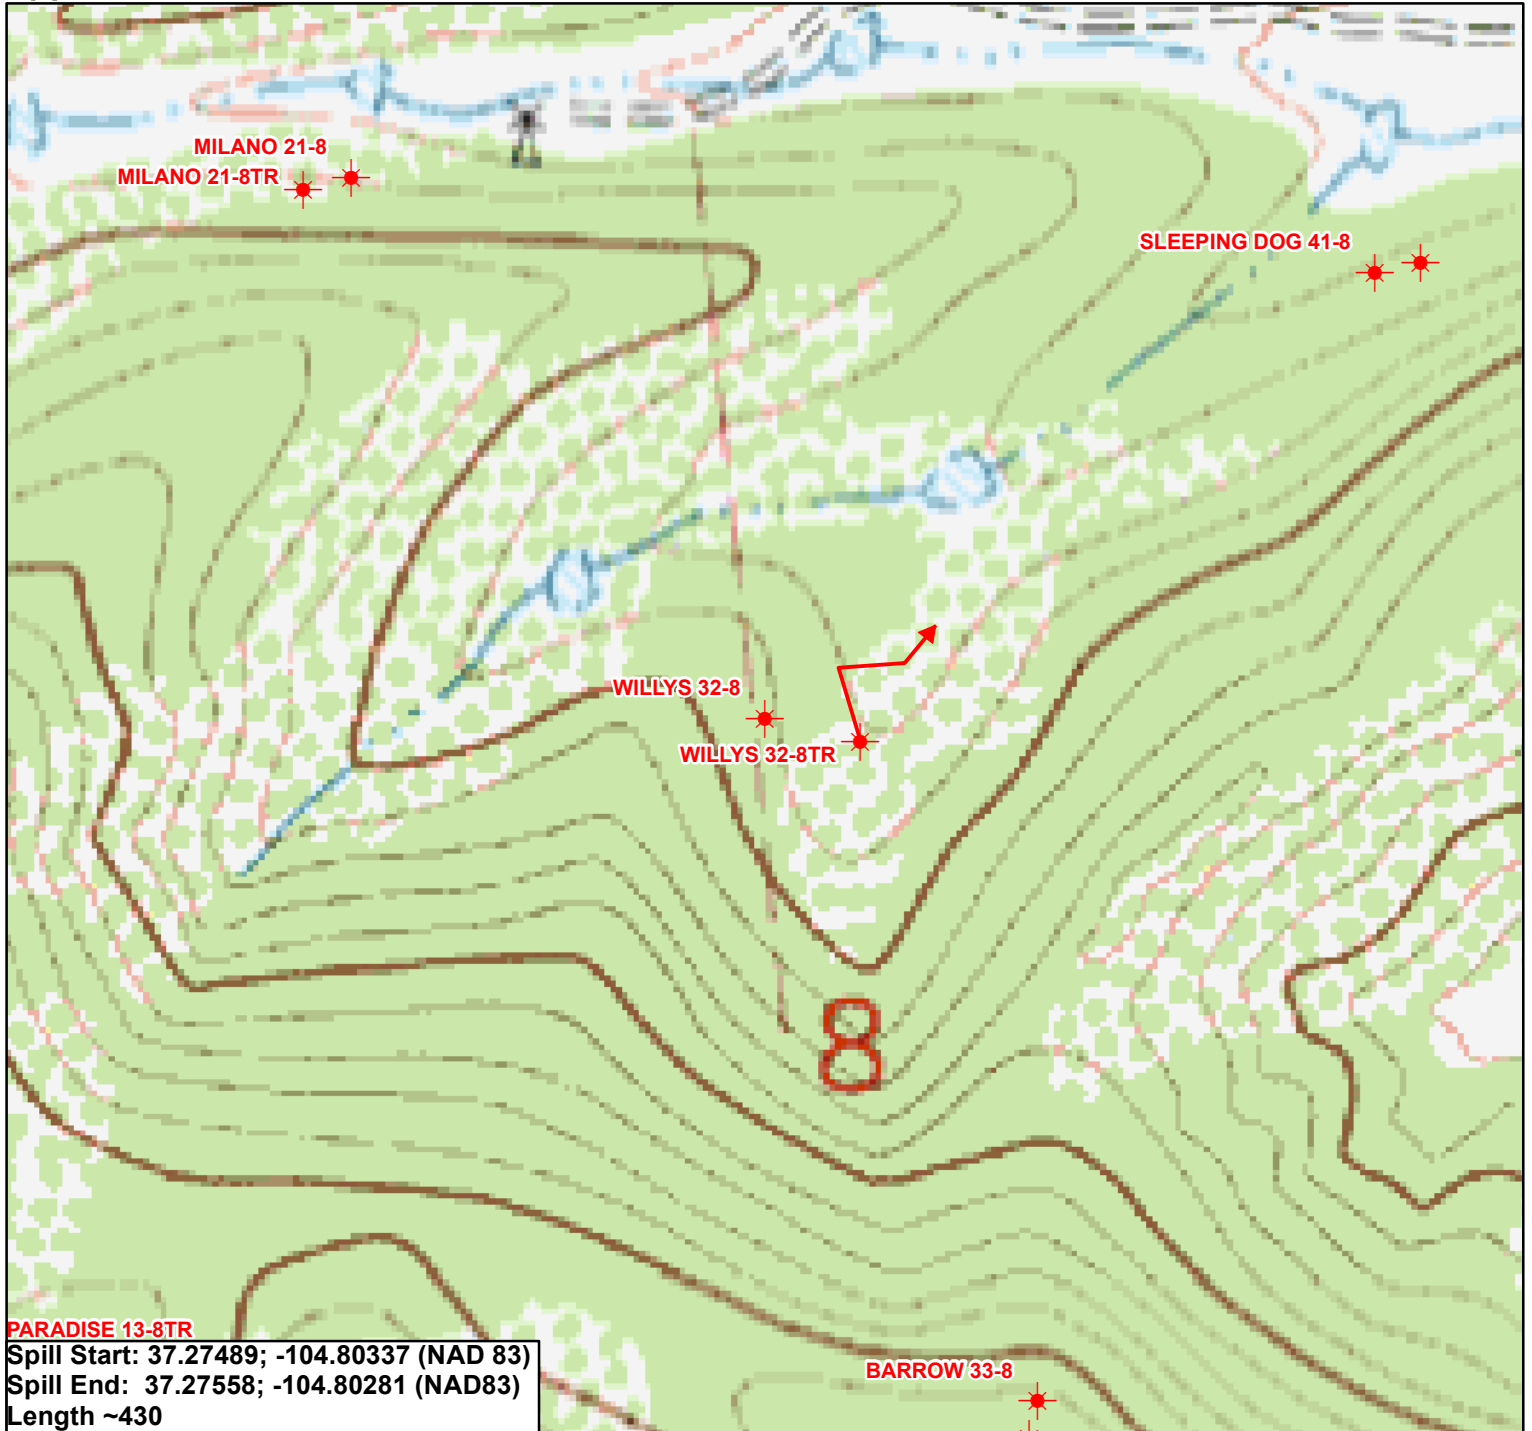 MILANO 21-8
MILANO 21-8TR
SLEEPING DOG 41-8
WILLYS 32-8
WILLYS 32-8TR
8
PARADISE 13-8TR
Spill Start: 37.27489; -104.80337 (NAD 83)
Spill End: 37.27558; -104.80281 (NAD83)
Length ~430
BARROW 33-8